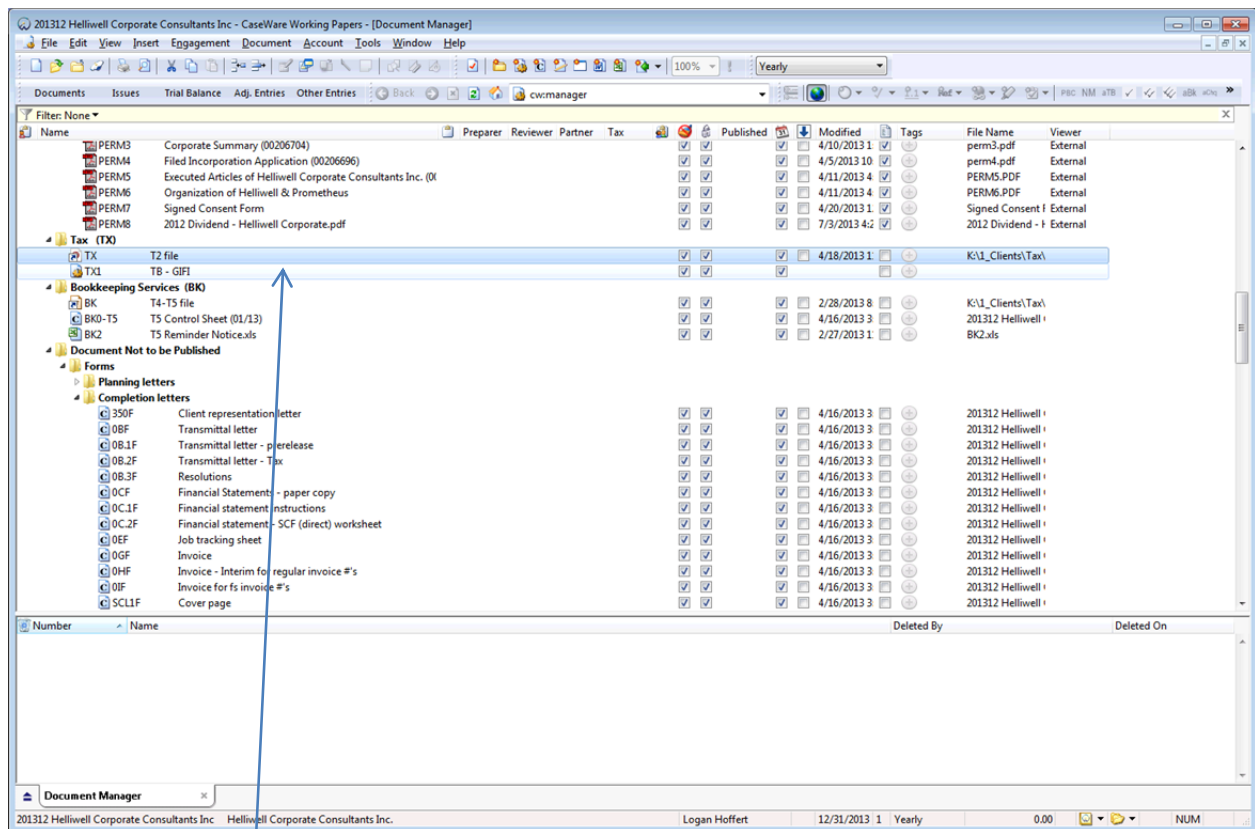 201312 Helliwell Corporate Consultants Inc - CaseWare Working Papers - [Document Manager]
File Edit View Insert Engagement Document Account Tools Window Help
100% Yearly
Documents Issues Trial Balance Adj. Entries Other Entries Back cw:manager PBC NM aTB
Filter: None
Name Preparer Reviewer Partner Tax Published Modified Tags File Name Viewer
PERM3 Corporate Summary (00206704) 4/10/2013 1: perm3.pdf External
PERM4 Filed Incorporation Application (00206696) 4/5/2013 10: perm4.pdf External
PERM5 Executed Articles of Helliwell Corporate Consultants Inc. (0( 4/11/2013 4: PERM5.PDF External
PERM6 Organization of Helliwell & Prometheus 4/11/2013 4: PERM6.PDF External
PERM7 Signed Consent Form 4/20/2013 1: Signed Consent F External
PERM8 2012 Dividend - Helliwell Corporate.pdf 7/3/2013 4:2 2012 Dividend - H External
Tax (TX)
TX T2 file 4/18/2013 1: K:\1_Clients\Tax\
TX1 TB - GIFI
Bookkeeping Services (BK)
BK T4-T5 file 2/28/2013 8: K:\1_Clients\Tax\
BK0-T5 T5 Control Sheet (01/13) 4/16/2013 3: 201312 Helliwell
BK2 T5 Reminder Notice.xls 2/27/2013 1: BK2.xls
Document Not to be Published
Forms
Planning letters
Completion letters
350F Client representation letter 4/16/2013 3: 201312 Helliwell
0BF Transmittal letter 4/16/2013 3: 201312 Helliwell
0B.1F Transmittal letter - prerelease 4/16/2013 3: 201312 Helliwell
0B.2F Transmittal letter - Tax 4/16/2013 3: 201312 Helliwell
0B.3F Resolutions 4/16/2013 3: 201312 Helliwell
0CF Financial Statements - paper copy 4/16/2013 3: 201312 Helliwell
0C.1F Financial statement instructions 4/16/2013 3: 201312 Helliwell
0C.2F Financial statement - SCF (direct) worksheet 4/16/2013 3: 201312 Helliwell
0EF Job tracking sheet 4/16/2013 3: 201312 Helliwell
0GF Invoice 4/16/2013 3: 201312 Helliwell
0HF Invoice - Interim for regular invoice #'s 4/16/2013 3: 201312 Helliwell
0IF Invoice for fs invoice #'s 4/16/2013 3: 201312 Helliwell
SCL1F Cover page 4/16/2013 3: 201312 Helliwell
Number Name Deleted By Deleted On
Document Manager
201312 Helliwell Corporate Consultants Inc Helliwell Corporate Consultants Inc. Logan Hoffert 12/31/2013 1 Yearly 0.00 NUM